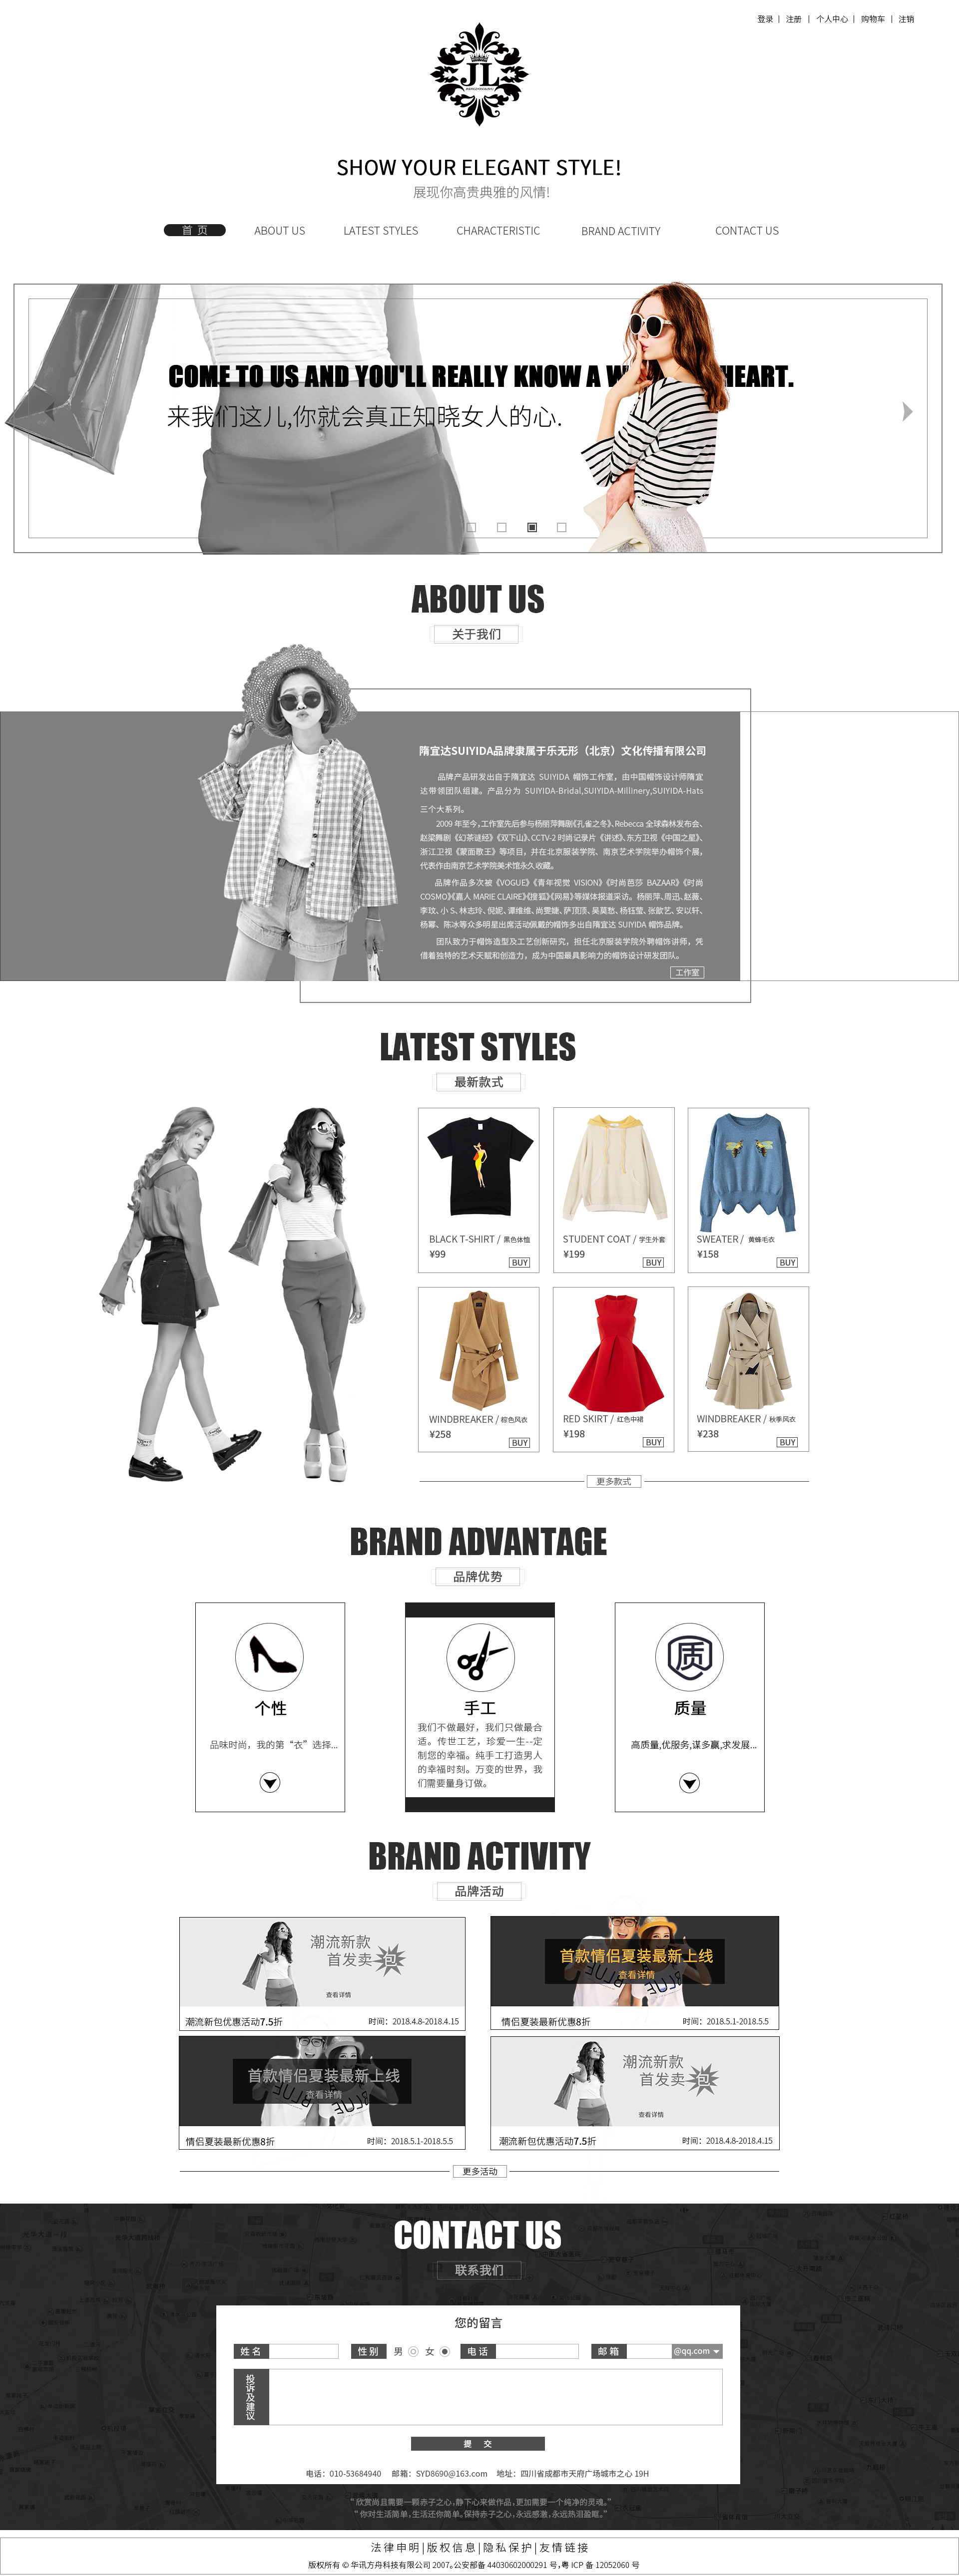 登录 | 注册 | 个人中心 | 购物车 | 注销
JL
SHOW YOUR ELEGANT STYLE!
展现你高贵典雅的风情!
首 页 ABOUT US LATEST STYLES CHARACTERISTIC BRAND ACTIVITY CONTACT US
COME TO US AND YOU'LL REALLY KNOW A HEART.
来我们这儿,你就会真正知晓女人的心.
ABOUT US
关于我们
隋宜达SUIYIDA品牌隶属于乐无形（北京）文化传播有限公司
品牌产品研发出自于隋宜达 SUIYIDA 帽饰工作室，由中国帽饰设计师隋宜
达带领团队组建。产品分为 SUIYIDA-Bridal,SUIYIDA-Millinery,SUIYIDA-Hats
三个大系列。
2009 年至今,工作室先后参与杨丽萍舞剧《孔雀之冬》、Rebecca 全球森林发布会、
赵梁舞剧《幻茶谜经》《双下山》、CCTV-2 时尚记录片《讲述》、东方卫视《中国之星》、
浙江卫视《蒙面歌王》等项目，并在北京服装学院、南京艺术学院举办帽饰个展，
代表作由南京艺术学院美术馆永久收藏。
品牌作品多次被《VOGUE》《青年视觉 VISION》《时尚芭莎 BAZAAR》《时尚
COSMO》《嘉人 MARIE CLAIRE》《搜狐》《网易》等媒体报道采访。杨丽萍、周迅、赵薇、
李玟、小 S、林志玲、倪妮、谭维维、尚雯婕、萨顶顶、吴莫愁、杨钰莹、张歆艺、安以轩、
杨幂、陈冰等众多明星出席活动佩戴的帽饰多出自隋宜达 SUIYIDA 帽饰品牌。
团队致力于帽饰造型及工艺创新研究，担任北京服装学院外聘帽饰讲师，凭
借着独特的艺术天赋和创造力，成为中国最具影响力的帽饰设计研发团队。
工作室
LATEST STYLES
最新款式
BLACK T-SHIRT / 黑色体恤
¥99
BUY
STUDENT COAT / 学生外套
¥199
BUY
SWEATER / 黄蜂毛衣
¥158
BUY
WINDBREAKER / 棕色风衣
¥258
BUY
RED SKIRT / 红色中裙
¥198
BUY
WINDBREAKER / 秋季风衣
¥238
BUY
更多款式
BRAND ADVANTAGE
品牌优势
个性
品味时尚，我的第“衣”选择...
手工
我们不做最好，我们只做最合
适。传世工艺，珍爱一生--定
制您的幸福。纯手工打造男人
的幸福时刻。万变的世界，我
们需要量身订做。
质
质量
高质量,优服务,谋多赢,求发展...
BRAND ACTIVITY
品牌活动
潮流新款
首发卖 包
查看详情
潮流新包优惠活动7.5折 时间：2018.4.8-2018.4.15
首款情侣夏装最新上线
查看详情
情侣夏装最新优惠8折 时间：2018.5.1-2018.5.5
首款情侣夏装最新上线
查看详情
情侣夏装最新优惠8折 时间：2018.5.1-2018.5.5
潮流新款
首发卖 包
查看详情
潮流新包优惠活动7.5折 时间：2018.4.8-2018.4.15
更多活动
CONTACT US
联系我们
您的留言
姓 名 性 别 男 女 电 话 邮 箱 @qq.com
投诉及建议
提 交
电话：010-53684940 邮箱：SYD8690@163.com 地址：四川省成都市天府广场城市之心 19H
“ 欣赏尚且需要一颗赤子之心,静下心来做作品,更加需要一个纯净的灵魂。”
“ 你对生活简单,生活还你简单、保持赤子之心,永远感激,永远热泪盈眶。”
法律申明|版权信息|隐私保护|友情链接
版权所有 © 华讯方舟科技有限公司 2007。公安部备 44030602000291 号，粤 ICP 备 12052060 号